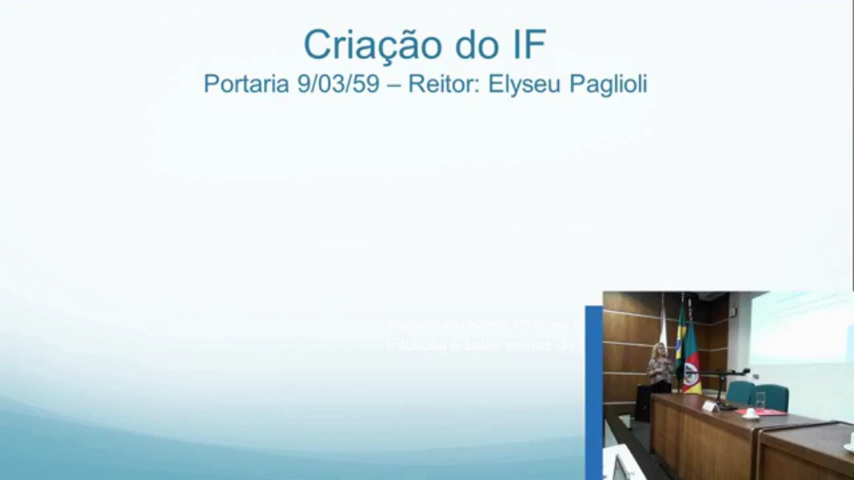 Criação do IF
Portaria 9/03/59 – Reitor: Elyseu Paglioli